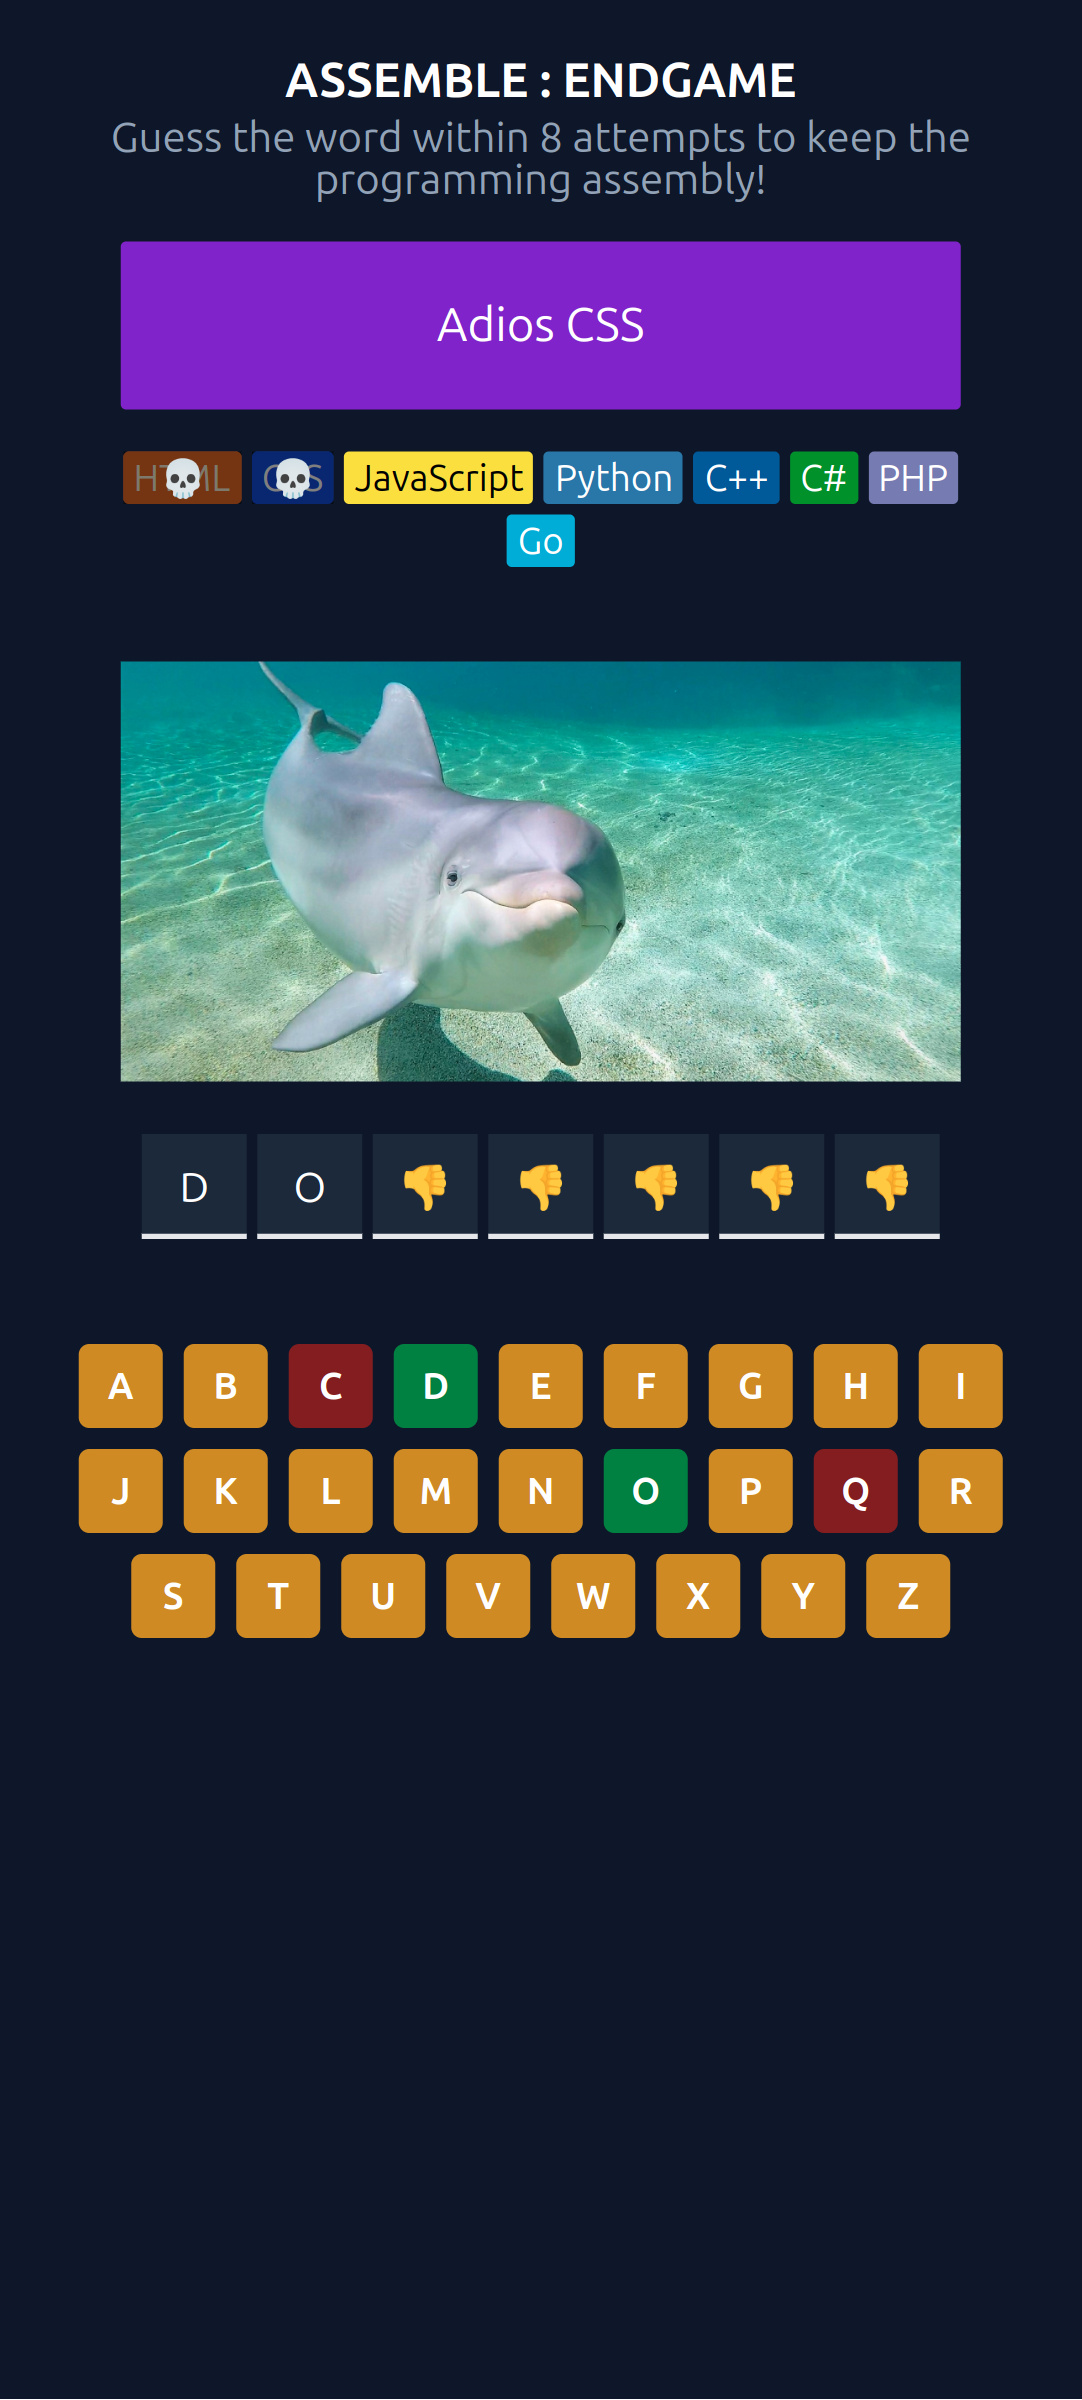 ASSEMBLE : ENDGAME
Guess the word within 8 attempts to keep the
programming assembly!
Adios CSS
HTML CSS JavaScript Python C++ C# PHP
Go
D O
A B C D E F G H I
J K L M N O P Q R
S T U V W X Y Z